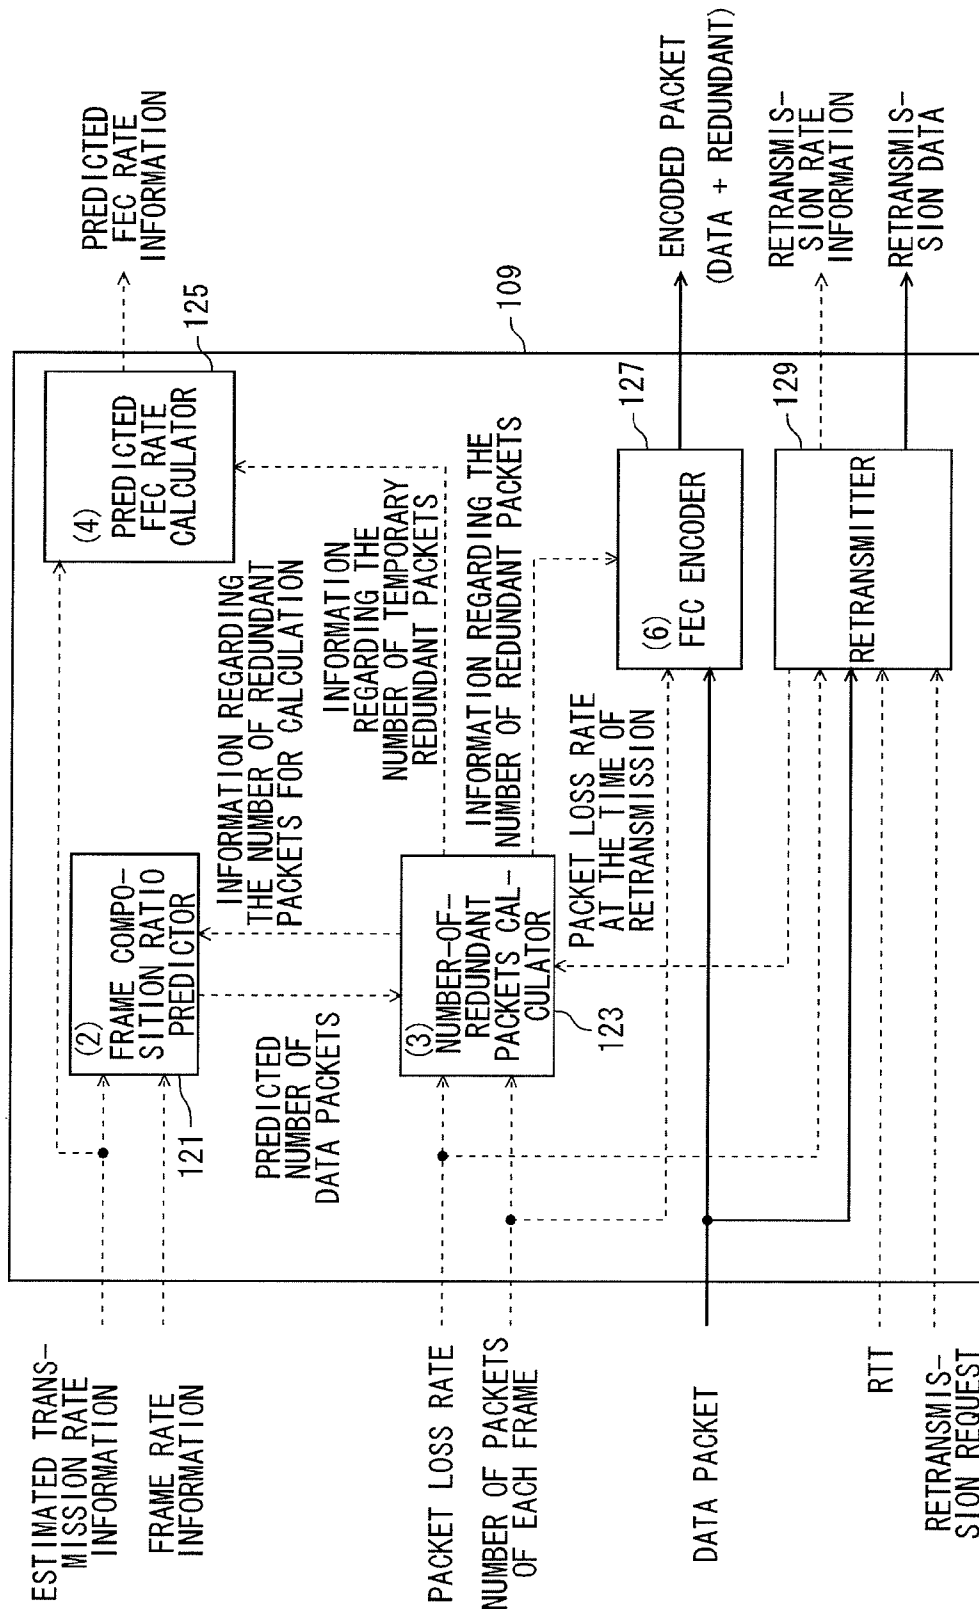 ESTIMATED TRANS-
MISSION RATE
INFORMATION
FRAME RATE
INFORMATION
PACKET LOSS RATE
NUMBER OF PACKETS
OF EACH FRAME
DATA PACKET
RTT
RETRANSMIS-
SION REQUEST
(2)
FRAME COMPO-
SITION RATIO
PREDICTOR
121
PREDICTED
NUMBER OF
DATA PACKETS
INFORMATION REGARDING
THE NUMBER OF REDUNDANT
PACKETS FOR CALCULATION
(3)
NUMBER-OF-
REDUNDANT
PACKETS CAL-
CULATOR
123
INFORMATION
REGARDING THE
NUMBER OF TEMPORARY
REDUNDANT PACKETS
INFORMATION REGARDING THE
NUMBER OF REDUNDANT PACKETS
PACKET LOSS RATE
AT THE TIME OF
RETRANSMISSION
(4)
PREDICTED
FEC RATE
CALCULATOR
125
(6)
FEC ENCODER
127
RETRANSMITTER
129
109
PREDICTED
FEC RATE
INFORMATION
ENCODED PACKET
(DATA + REDUNDANT)
RETRANSMIS-
SION RATE
INFORMATION
RETRANSMIS-
SION DATA